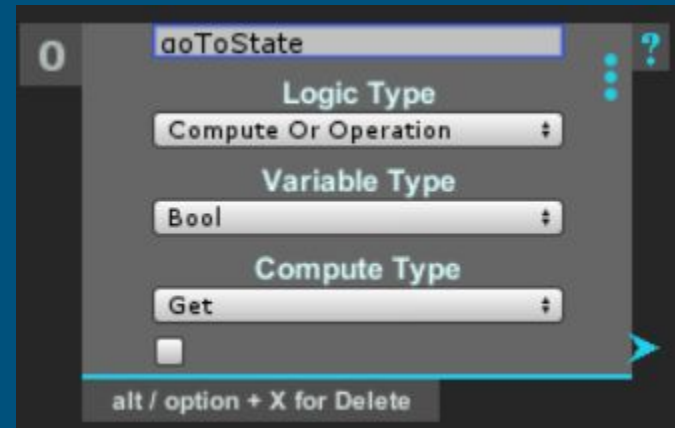 0
goToState
?
Logic Type
Compute Or Operation
Variable Type
Bool
Compute Type
Get
alt / option + X for Delete